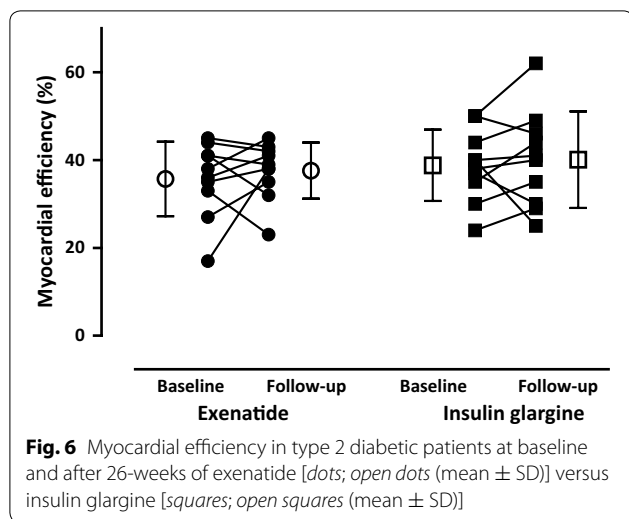 Myocardial efficiency (%)
60
40
20
0
Baseline Follow-up Baseline Follow-up
Exenatide Insulin glargine
Fig. 6 Myocardial efficiency in type 2 diabetic patients at baseline
and after 26-weeks of exenatide [dots; open dots (mean ± SD)] versus
insulin glargine [squares; open squares (mean ± SD)]